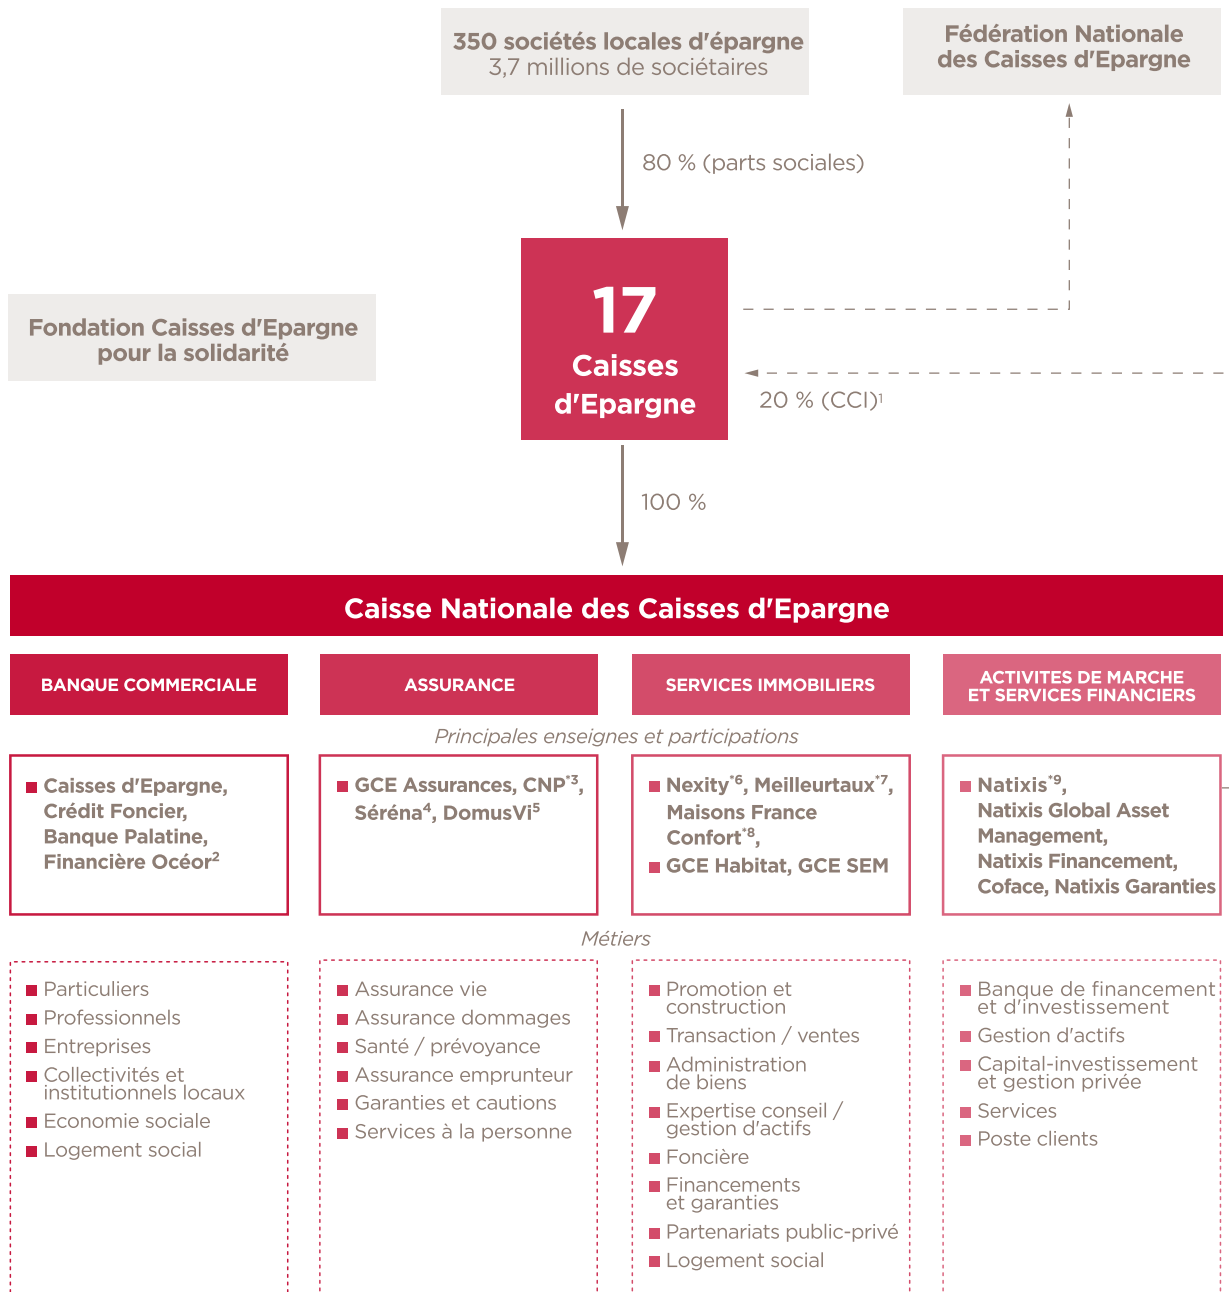 350 sociétés locales d'épargne
3,7 millions de sociétaires
Fédération Nationale
des Caisses d'Epargne
80 % (parts sociales)
Fondation Caisses d'Epargne
pour la solidarité
17
Caisses
d'Epargne
20 % (CCI)¹
100 %
Caisse Nationale des Caisses d'Epargne
BANQUE COMMERCIALE
ASSURANCE
SERVICES IMMOBILIERS
ACTIVITES DE MARCHE
ET SERVICES FINANCIERS
Principales enseignes et participations
Caisses d'Epargne,
Crédit Foncier,
Banque Palatine,
Financière Océor²
GCE Assurances, CNP*³,
Séréna⁴, DomusVi⁵
Nexity*⁶, Meilleurtaux*⁷,
Maisons France
Confort*⁸,
GCE Habitat, GCE SEM
Natixis*⁹,
Natixis Global Asset
Management,
Natixis Financement,
Coface, Natixis Garanties
Métiers
Particuliers
Professionnels
Entreprises
Collectivités et
institutionnels locaux
Economie sociale
Logement social
Assurance vie
Assurance dommages
Santé / prévoyance
Assurance emprunteur
Garanties et cautions
Services à la personne
Promotion et
construction
Transaction / ventes
Administration
de biens
Expertise conseil /
gestion d'actifs
Foncière
Financements
et garanties
Partenariats public-privé
Logement social
Banque de financement
et d'investissement
Gestion d'actifs
Capital-investissement
et gestion privée
Services
Poste clients